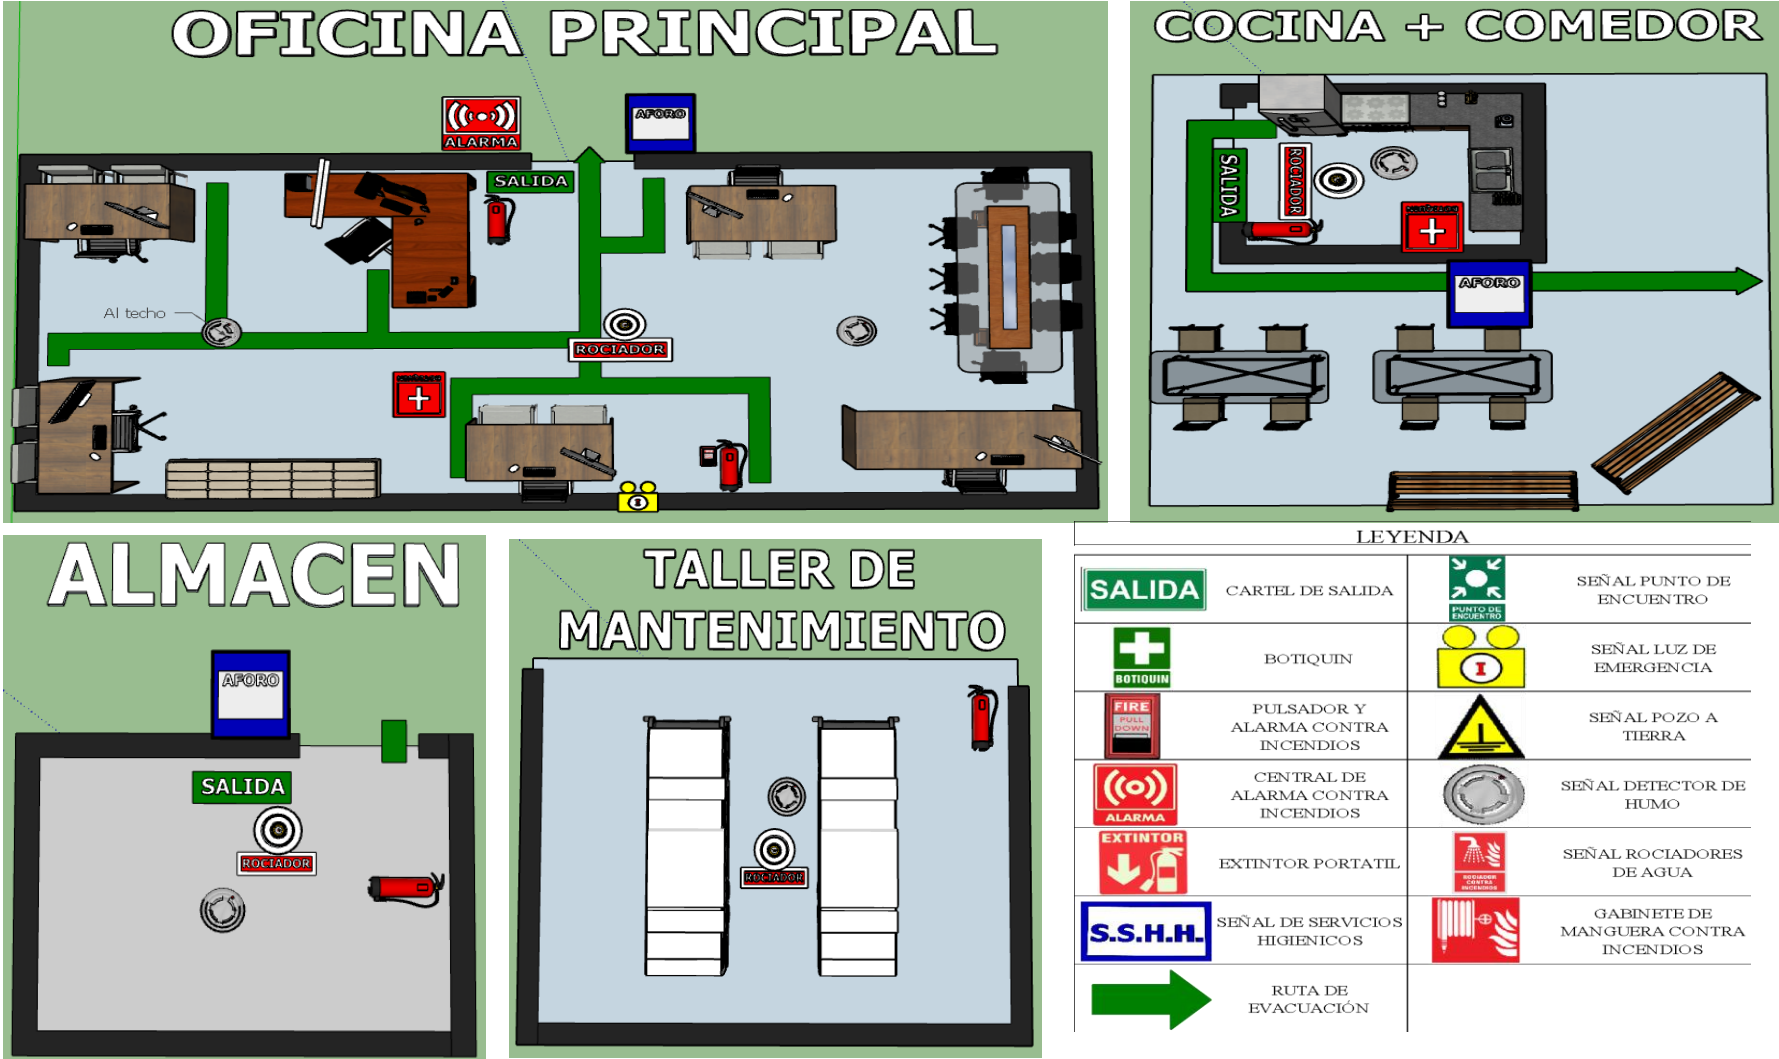 OFICINA PRINCIPAL
ALARMA
AFORO
SALIDA
Al techo
ROCIADOR
I
COCINA + COMEDOR
SALIDA
ROCIADOR
AFORO
ALMACEN
AFORO
SALIDA
ROCIADOR
TALLER DE
MANTENIMIENTO
ROCIADOR
LEYENDA
SALIDA
CARTEL DE SALIDA
PUNTO DE
ENCUENTRO
SEÑAL PUNTO DE
ENCUENTRO
BOTIQUIN
BOTIQUIN
I
SEÑAL LUZ DE
EMERGENCIA
FIRE
PULL
DOWN
PULSADOR Y
ALARMA CONTRA
INCENDIOS
SEÑAL POZO A
TIERRA
ALARMA
CENTRAL DE
ALARMA CONTRA
INCENDIOS
SEÑAL DETECTOR DE
HUMO
EXTINTOR
EXTINTOR PORTATIL
ROCIADOR
CONTRA
INCENDIOS
SEÑAL ROCIADORES
DE AGUA
S.S.H.H.
SEÑAL DE SERVICIOS
HIGIENICOS
GABINETE DE
MANGUERA CONTRA
INCENDIOS
RUTA DE
EVACUACIÓN